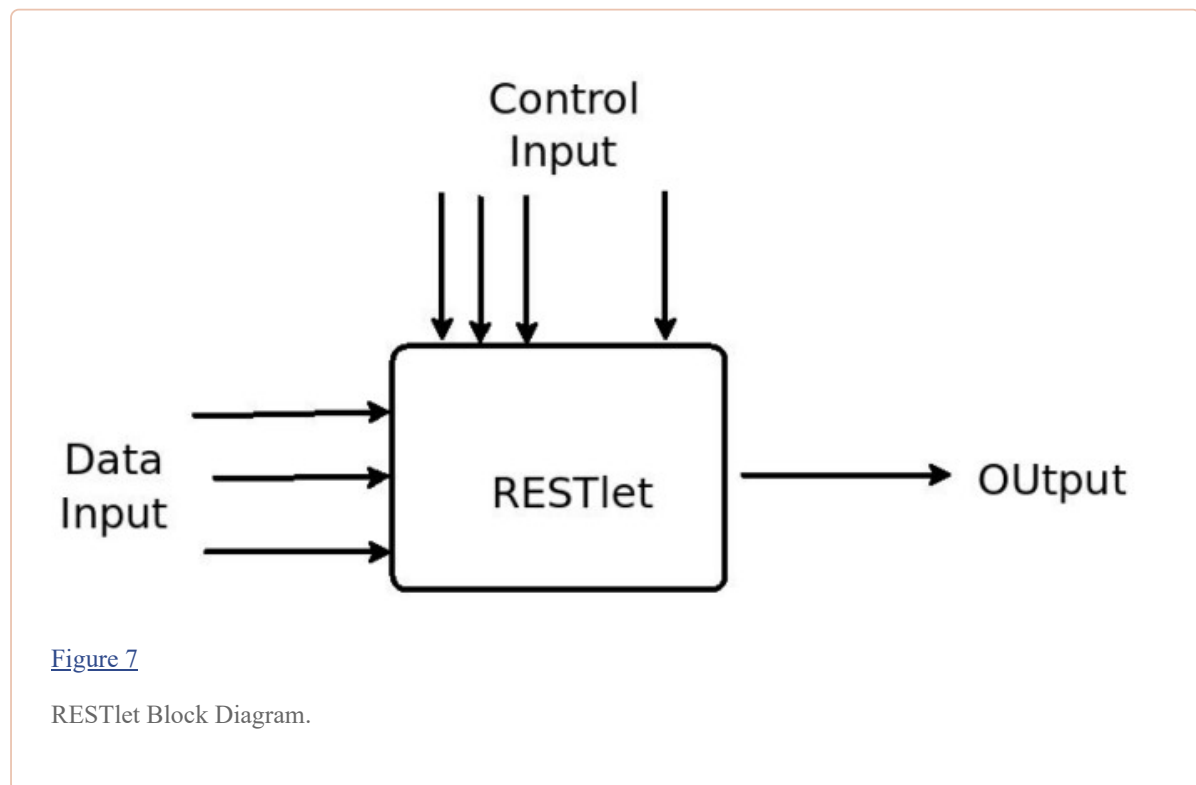 Control
Input
Data
Input
RESTlet
OUtput
Figure 7
RESTlet Block Diagram.